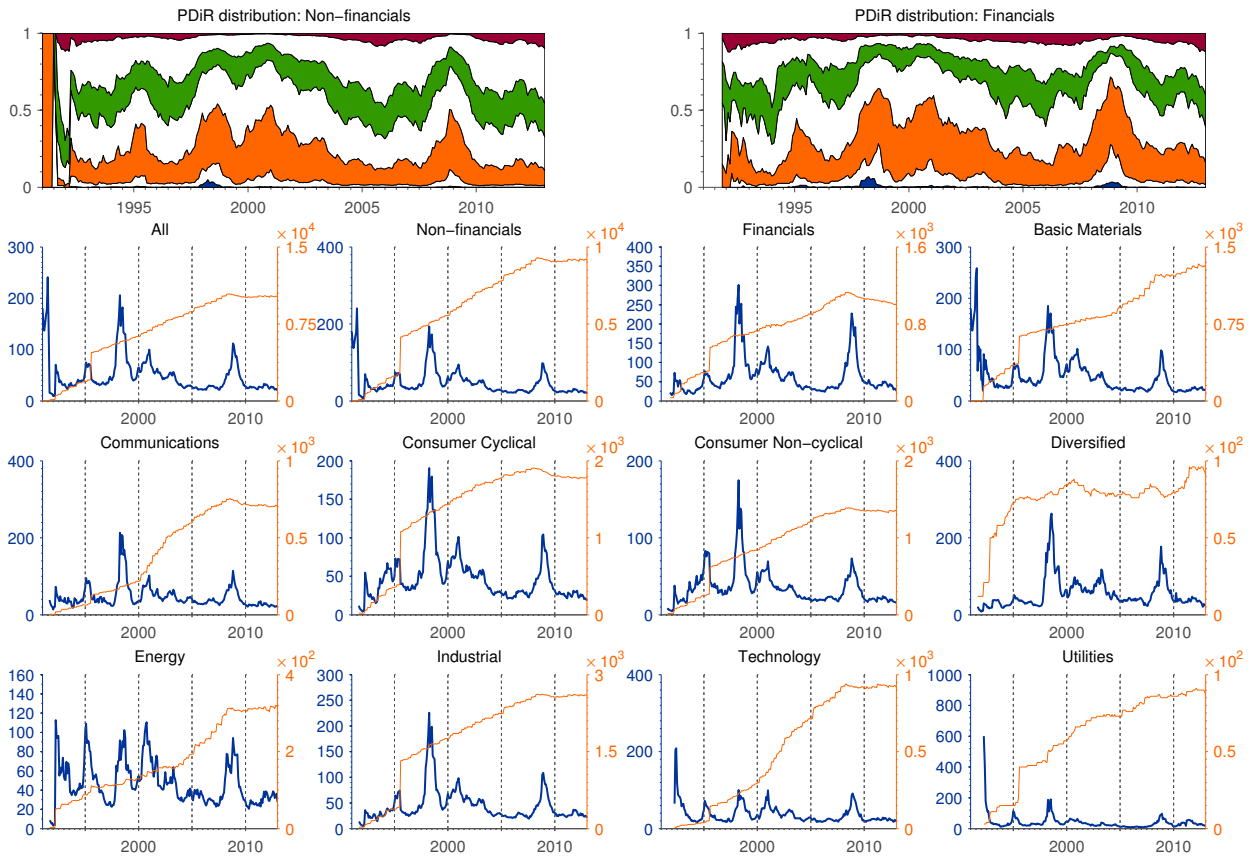 PDiR distribution: Non−financials PDiR distribution: Financials
1 1
0.5 0.5
0 0
1995 2000 2005 2010 1995 2000 2005 2010
All Non−financials Financials Basic Materials
× 10^4 × 10^4 × 10^3 × 10^3
300 1.5 400 1 400 1.6 300 1.5
350
300
200 0.75 200 0.5 250 0.8 200 0.75
200
150
100 100 100
50
0 0 0 0 0 0 0 0
2000 2010 2000 2010 2000 2010 2000 2010
Communications Consumer Cyclical Consumer Non−cyclical Diversified
× 10^3 × 10^3 × 10^3 × 10^2
400 1 200 2 200 2 400 1
150 150
200 0.5 100 1 100 1 200 0.5
50 50
0 0 0 0 0 0 0 0
2000 2010 2000 2010 2000 2010 2000 2010
Energy Industrial Technology Utilities
× 10^2 × 10^3 × 10^3 × 10^2
160 4 300 3 400 1 1000 1
140 250 800
120 200 600
100
80 2 150 1.5 200 0.5 400 0.5
60 100
40 50 200
20
0 0 0 0 0 0 0 0
2000 2010 2000 2010 2000 2010 2000 2010